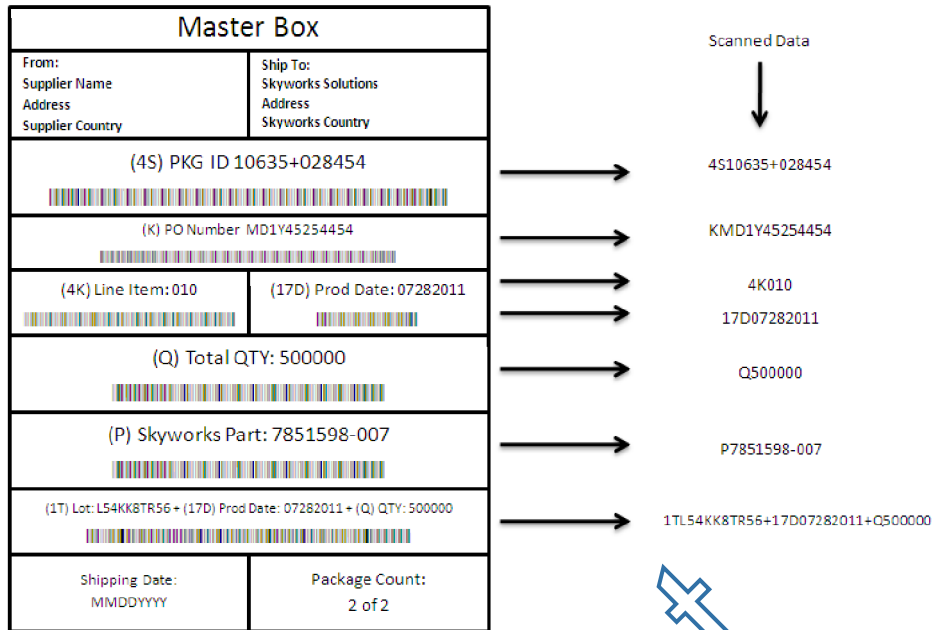 Master Box
From:
Supplier Name
Address
Supplier Country
Ship To:
Skyworks Solutions
Address
Skyworks Country
(4S) PKG ID 10635+028454
(K) PO Number MD1Y45254454
(4K) Line Item: 010
(17D) Prod Date: 07282011
(Q) Total QTY: 500000
(P) Skyworks Part: 7851598-007
(1T) Lot: L54KK8TR56 + (17D) Prod Date: 07282011 + (Q) QTY: 500000
Shipping Date:
MMDDYYYY
Package Count:
2 of 2
Scanned Data
4S10635+028454
KMD1Y45254454
4K010
17D07282011
Q500000
P7851598-007
1TL54KK8TR56+17D07282011+Q500000